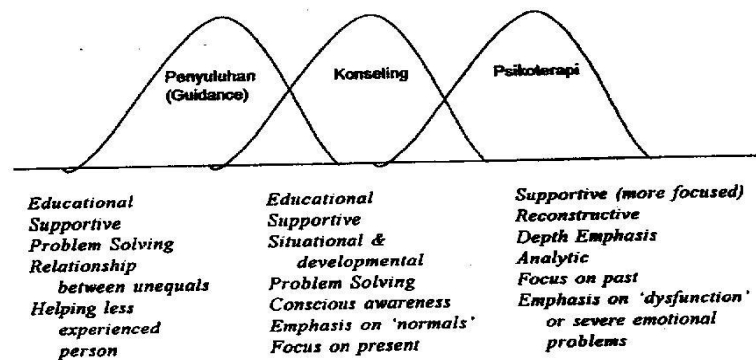 Penyuluhan
(Guidance)
Konseling
Psikoterapi
Educational
Supportive
Problem Solving
Relationship
between unequals
Helping less
experienced
person
Educational
Supportive
Situational &
developmental
Problem Solving
Conscious awareness
Emphasis on 'normals'
Focus on present
Supportive (more focused)
Reconstructive
Depth Emphasis
Analytic
Focus on past
Emphasis on 'dysfunction'
or severe emotional
problems